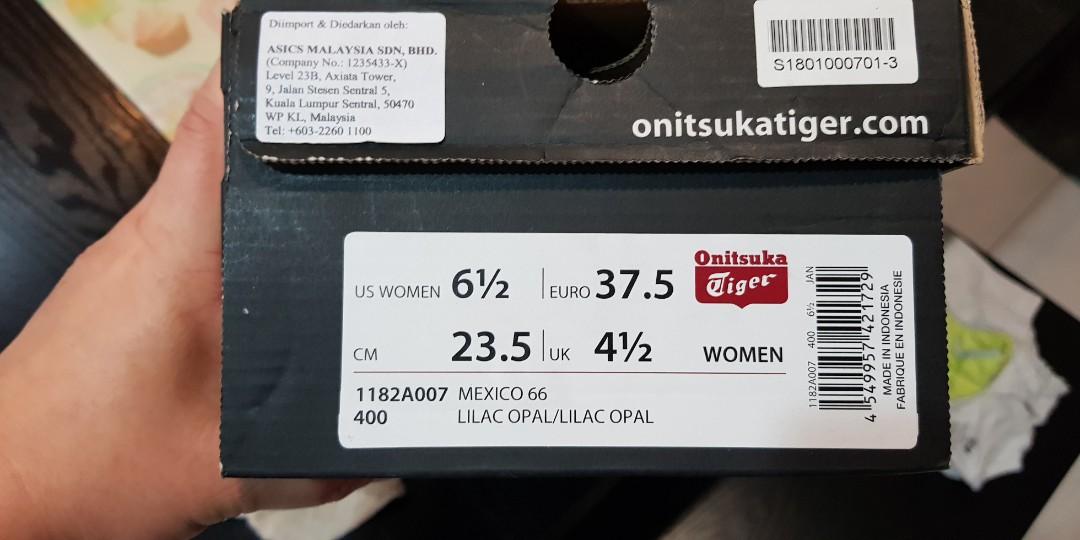 Diimport & Diedarkan oleh:
ASICS MALAYSIA SDN, BHD.
(Company No.: 1235433-X)
Level 23B, Axiata Tower,
9, Jalan Stesen Sentral 5,
Kuala Lumpur Sentral, 50470
WP KL, Malaysia
Tel: +603-2260 1100
S1801000701-3
onitsukatiger.com
US WOMEN 6½ EURO 37.5
Onitsuka
Tiger
CM 23.5 UK 4½ WOMEN
1182A007 MEXICO 66
400 LILAC OPAL/LILAC OPAL
1182A007 400 6½ JAN
4 549957 421729
MADE IN INDONESIA
FABRIQUE EN INDONESIE